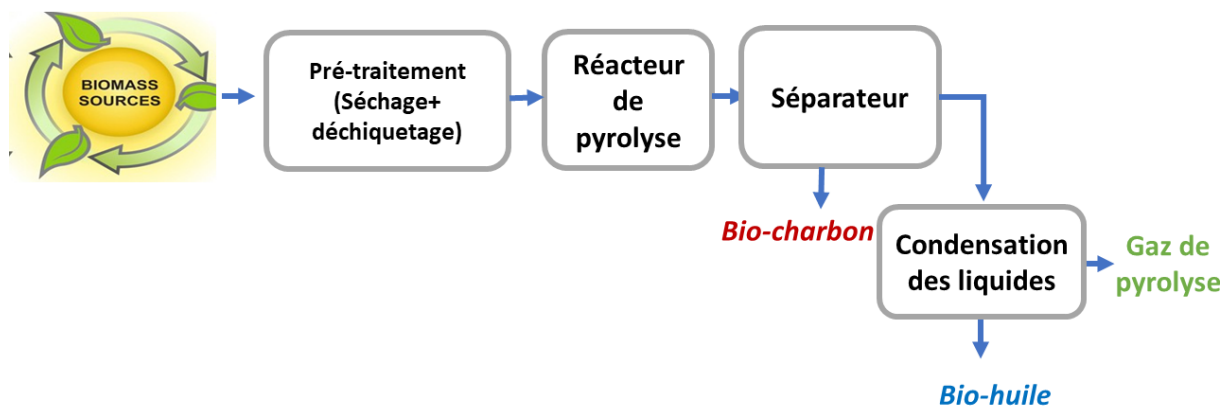 BIOMASS
SOURCES
Pré-traitement
(Séchage+
déchiquetage)
Réacteur
de
pyrolyse
Séparateur
Bio-charbon
Condensation
des liquides
Gaz de
pyrolyse
Bio-huile